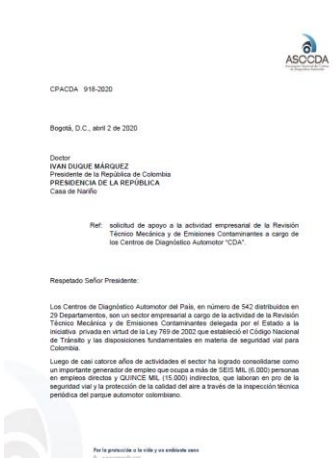 ASOCDA
CPACDA 918-2020
Bogotá, D.C., abril 2 de 2020
Doctor
IVAN DUQUE MÁRQUEZ
Presidente de la República de Colombia
PRESIDENCIA DE LA REPÚBLICA
Casa de Nariño
Ref: solicitud de apoyo a la actividad empresarial de la Revisión
Técnico Mecánica y de Emisiones Contaminantes a cargo de
los Centros de Diagnóstico Automotor "CDA".
Respetado Señor Presidente:
Los Centros de Diagnóstico Automotor del País, en número de 542 distribuidos en
29 Departamentos, son un sector empresarial a cargo de la actividad de la Revisión
Técnico Mecánica y de Emisiones Contaminantes delegada por el Estado a la
iniciativa privada en virtud de la Ley 769 de 2002 que estableció el Código Nacional
de Tránsito y las disposiciones fundamentales en materia de seguridad vial para
Colombia.
Luego de casi catorce años de actividades el sector ha logrado consolidarse como
un importante generador de empleo que ocupa a más de SEIS MIL (6.000) personas
en empleos directos y QUINCE MIL (15.000) indirectos, que laboran en pro de la
seguridad vial y la protección de la calidad del aire a través de la inspección técnica
periódica del parque automotor colombiano.
Por la protección a la vida y un ambiente sano